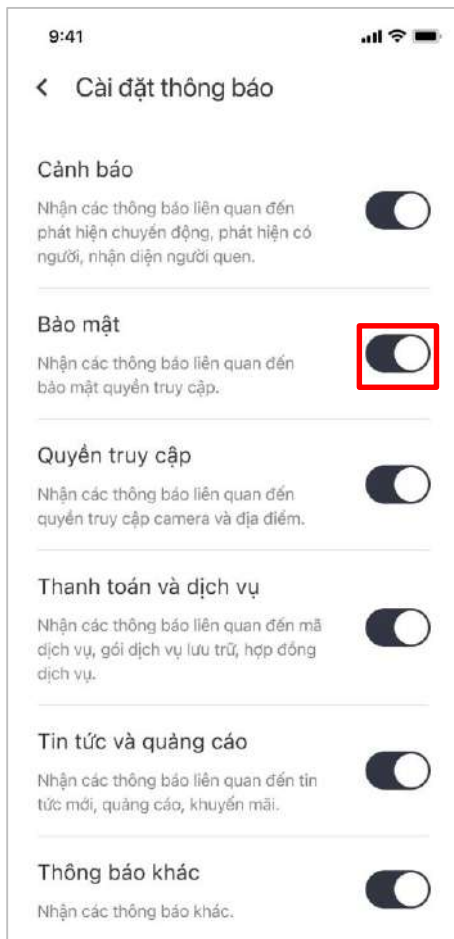 9:41
Cài đặt thông báo
Cảnh báo
Nhận các thông báo liên quan đến
phát hiện chuyển động, phát hiện có
người, nhận diện người quen.
Bảo mật
Nhận các thông báo liên quan đến
bảo mật quyền truy cập.
Quyền truy cập
Nhận các thông báo liên quan đến
quyền truy cập camera và địa điểm.
Thanh toán và dịch vụ
Nhận các thông báo liên quan đến mã
dịch vụ, gói dịch vụ lưu trữ, hợp đồng
dịch vụ.
Tin tức và quảng cáo
Nhận các thông báo liên quan đến tin
tức mới, quảng cáo, khuyến mãi.
Thông báo khác
Nhận các thông báo khác.